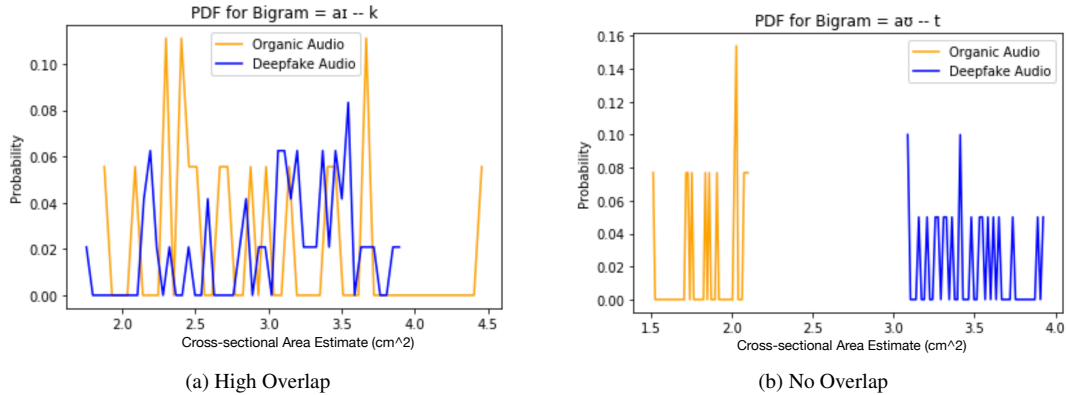 PDF for Bigram = aɪ -- k
Organic Audio
Deepfake Audio
Probability
0.10
0.08
0.06
0.04
0.02
0.00
2.0 2.5 3.0 3.5 4.0 4.5
Cross-sectional Area Estimate (cm^2)
(a) High Overlap
PDF for Bigram = aʊ -- t
Organic Audio
Deepfake Audio
Probability
0.16
0.14
0.12
0.10
0.08
0.06
0.04
0.02
0.00
1.5 2.0 2.5 3.0 3.5 4.0
Cross-sectional Area Estimate (cm^2)
(b) No Overlap